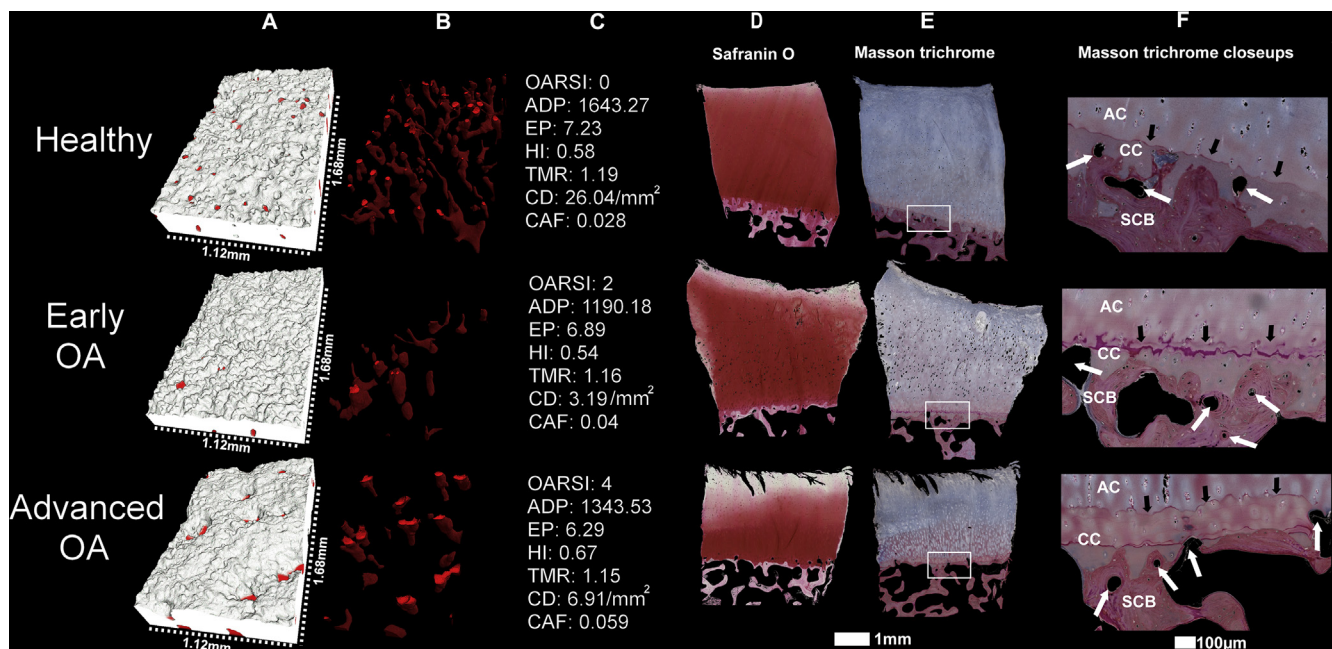 A
B
C
D
E
F
Safranin O
Masson trichrome
Masson trichrome closeups
Healthy
1.68mm
1.12mm
OARSI: 0
ADP: 1643.27
EP: 7.23
HI: 0.58
TMR: 1.19
CD: 26.04/mm²
CAF: 0.028
AC
CC
SCB
Early
OA
1.68mm
1.12mm
OARSI: 2
ADP: 1190.18
EP: 6.89
HI: 0.54
TMR: 1.16
CD: 3.19/mm²
CAF: 0.04
AC
CC
SCB
Advanced
OA
1.68mm
1.12mm
OARSI: 4
ADP: 1343.53
EP: 6.29
HI: 0.67
TMR: 1.15
CD: 6.91/mm²
CAF: 0.059
AC
CC
SCB
1mm
100µm